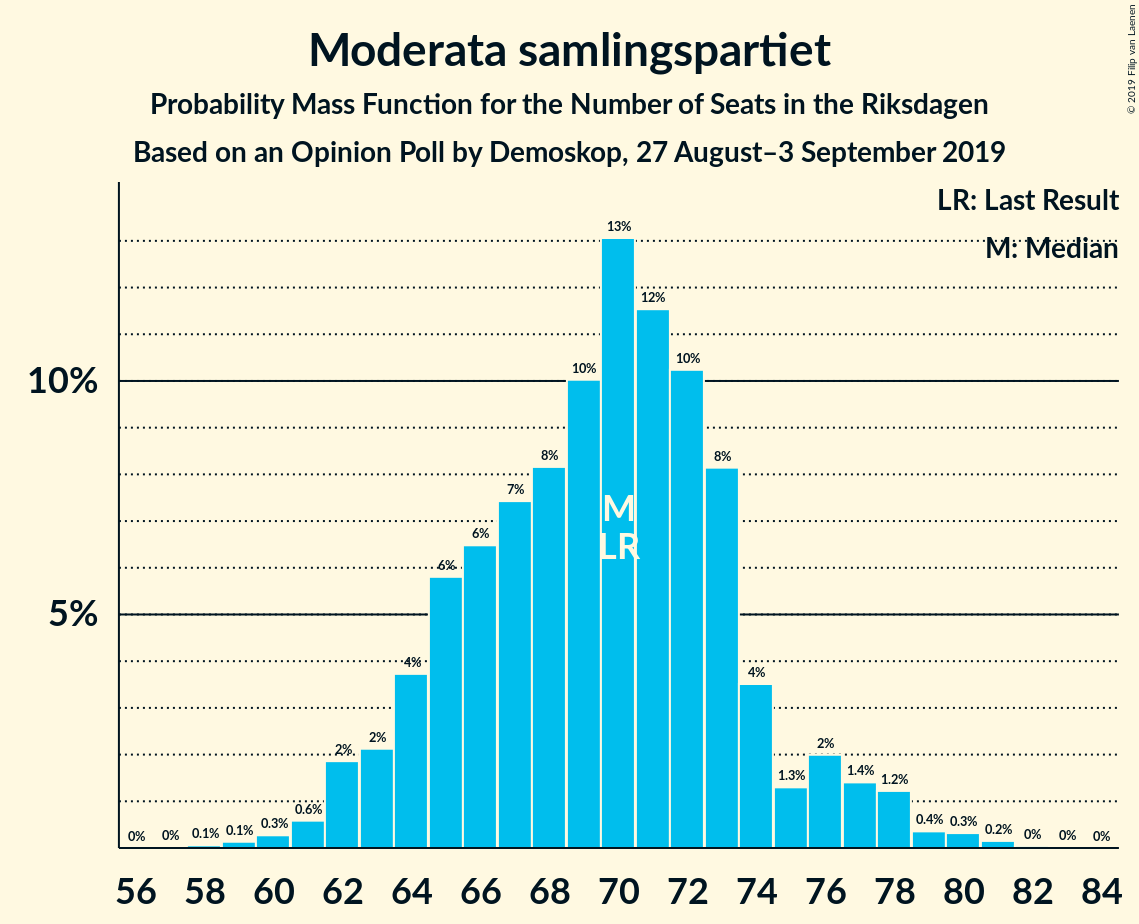 Moderata samlingspartiet
Probability Mass Function for the Number of Seats in the Riksdagen
Based on an Opinion Poll by Demoskop, 27 August–3 September 2019
© 2019 Filip van Laenen
LR: Last Result
M: Median
10%
5%
0% 0% 0.1% 0.1% 0.3% 0.6% 2% 2% 4% 6% 6% 7% 8% 10% 13% 12% 10% 8% 4% 1.3% 2% 1.4% 1.2% 0.4% 0.3% 0.2% 0% 0% 0%
M
LR
56 58 60 62 64 66 68 70 72 74 76 78 80 82 84